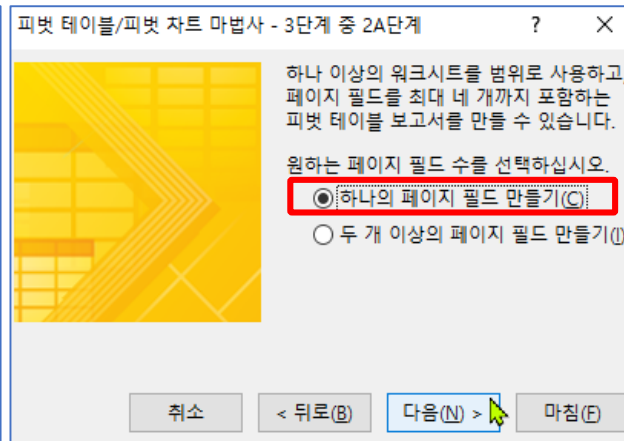 피벗 테이블/피벗 차트 마법사 - 3단계 중 2A단계 ? ×
하나 이상의 워크시트를 범위로 사용하고,
페이지 필드를 최대 네 개까지 포함하는
피벗 테이블 보고서를 만들 수 있습니다.
원하는 페이지 필드 수를 선택하십시오.
하나의 페이지 필드 만들기(C)
두 개 이상의 페이지 필드 만들기(I)
취소 < 뒤로(B) 다음(N) > 마침(F)